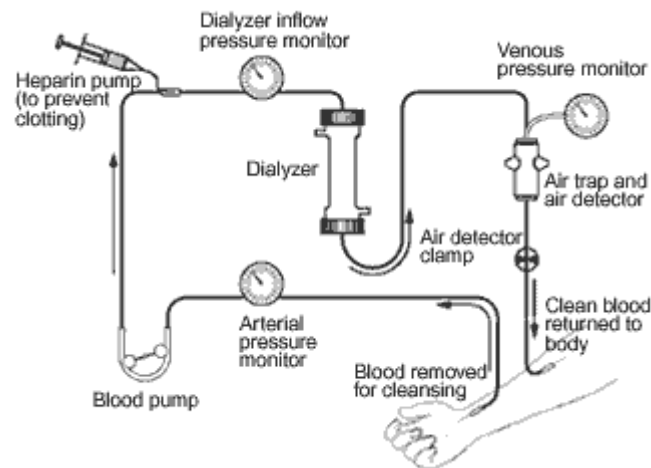 Dialyzer inflow
pressure monitor
Venous
pressure monitor
Heparin pump
(to prevent
clotting)
Dialyzer
Air trap and
air detector
Air detector
clamp
Clean blood
returned to
body
Arterial
pressure
monitor
Blood removed
for cleansing
Blood pump